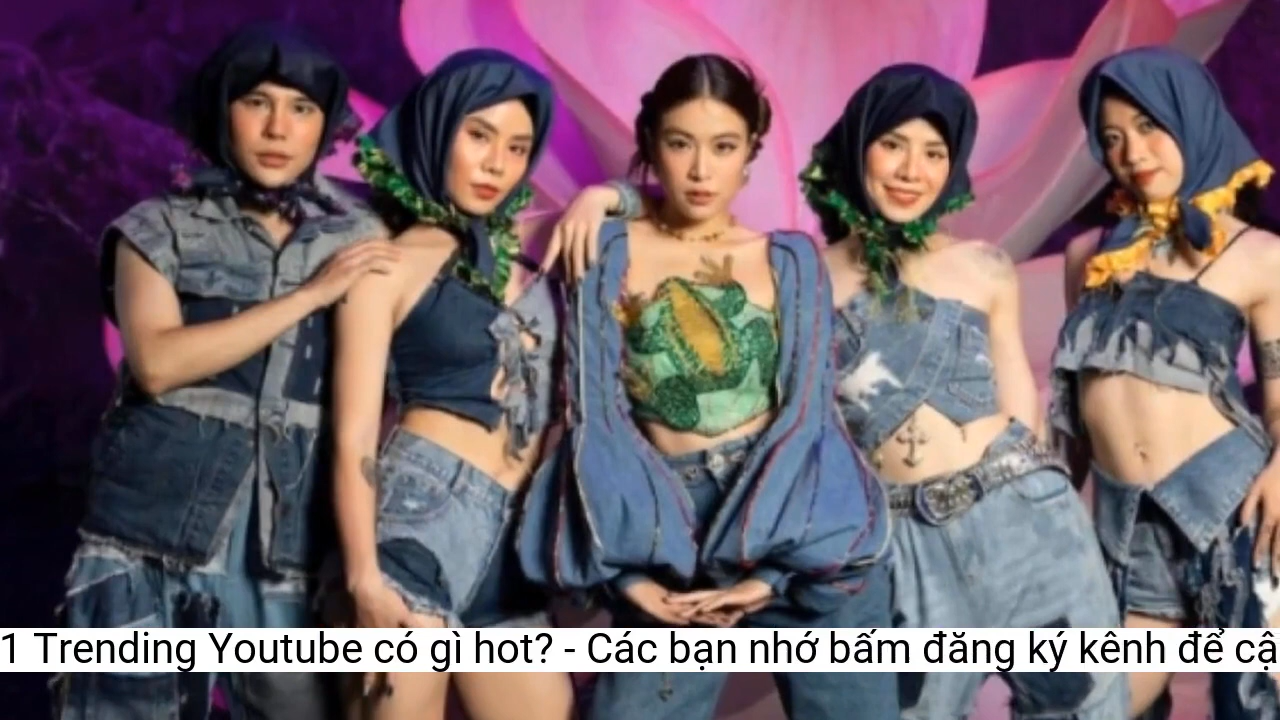 1 Trending Youtube có gì hot? - Các bạn nhớ bấm đăng ký kênh để cậ